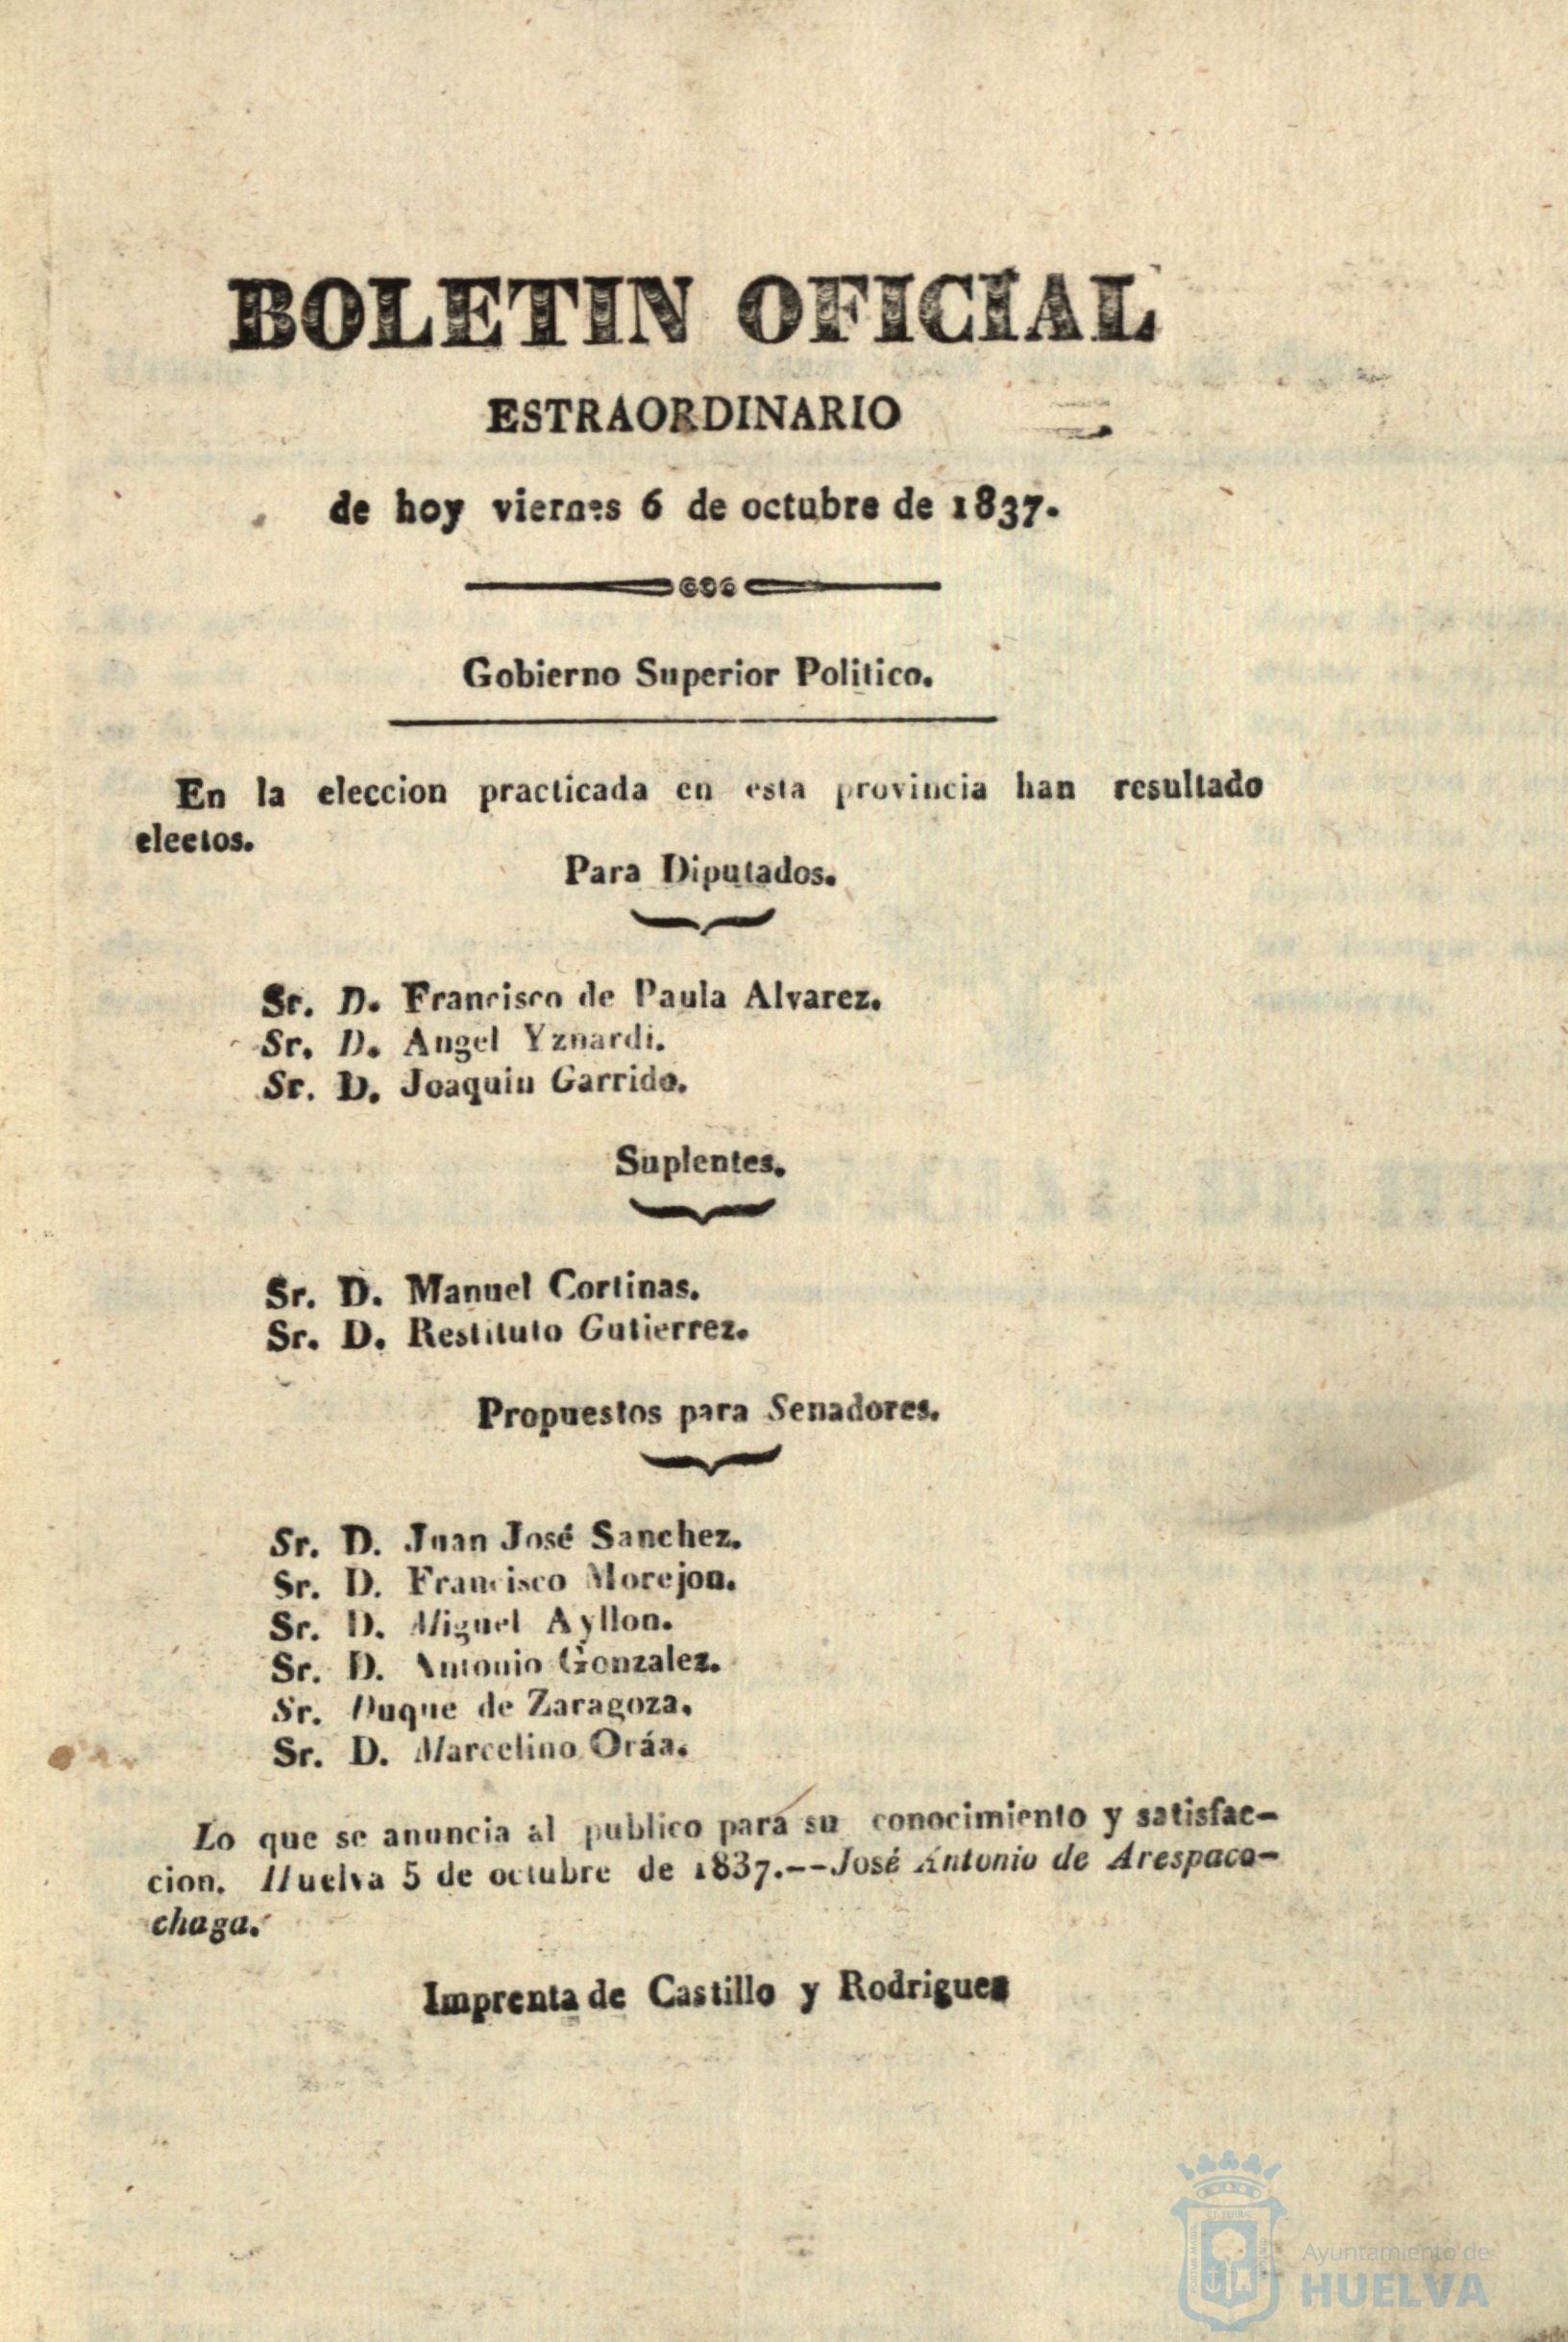 BOLETIN OFICIAL
ESTRAORDINARIO
de hoy viernes 6 de octubre de 1837.
Gobierno Superior Politico.
En la eleccion practicada en esta provincia han resultado
electos.
Para Diputados.
Sr. D. Francisco de Paula Alvarez.
Sr. D. Angel Yznardi.
Sr. D. Joaquin Garrido.
Suplentes.
Sr. D. Manuel Cortinas.
Sr. D. Restituto Gutierrez.
Propuestos para Senadores.
Sr. D. Juan José Sanchez.
Sr. D. Francisco Morejon.
Sr. D. Miguel Ayllon.
Sr. D. Antonio Gonzalez.
Sr. Duque de Zaragoza.
Sr. D. Marcelino Oráa.
Lo que se anuncia al publico para su conocimiento y satisfac-
cion. Huelva 5 de octubre de 1837.--José Antonio de Arespaco-
chaga.
Imprenta de Castillo y Rodriguez
Ayuntamiento de
HUELVA